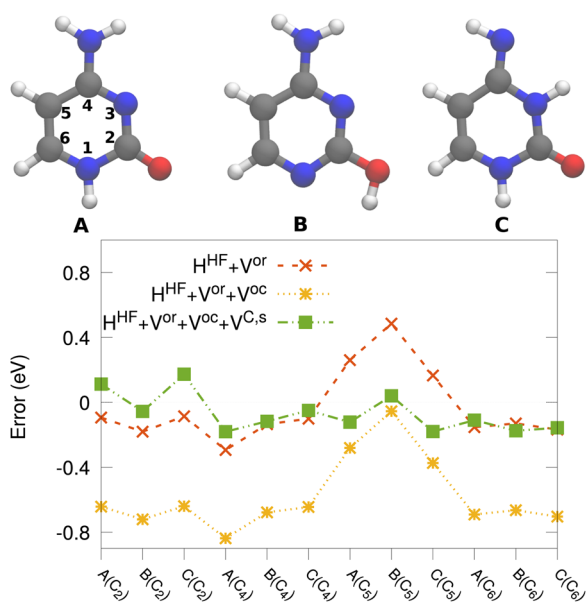 4
5
3
6
2
1
A
B
C
H^HF+V^or
H^HF+V^or+V^oc
H^HF+V^or+V^oc+V^C,s
Error (eV)
0.8
0.4
0
-0.4
-0.8
A(C₂)
B(C₂)
C(C₂)
A(C₄)
B(C₄)
C(C₄)
A(C₅)
B(C₅)
C(C₅)
A(C₆)
B(C₆)
C(C₆)